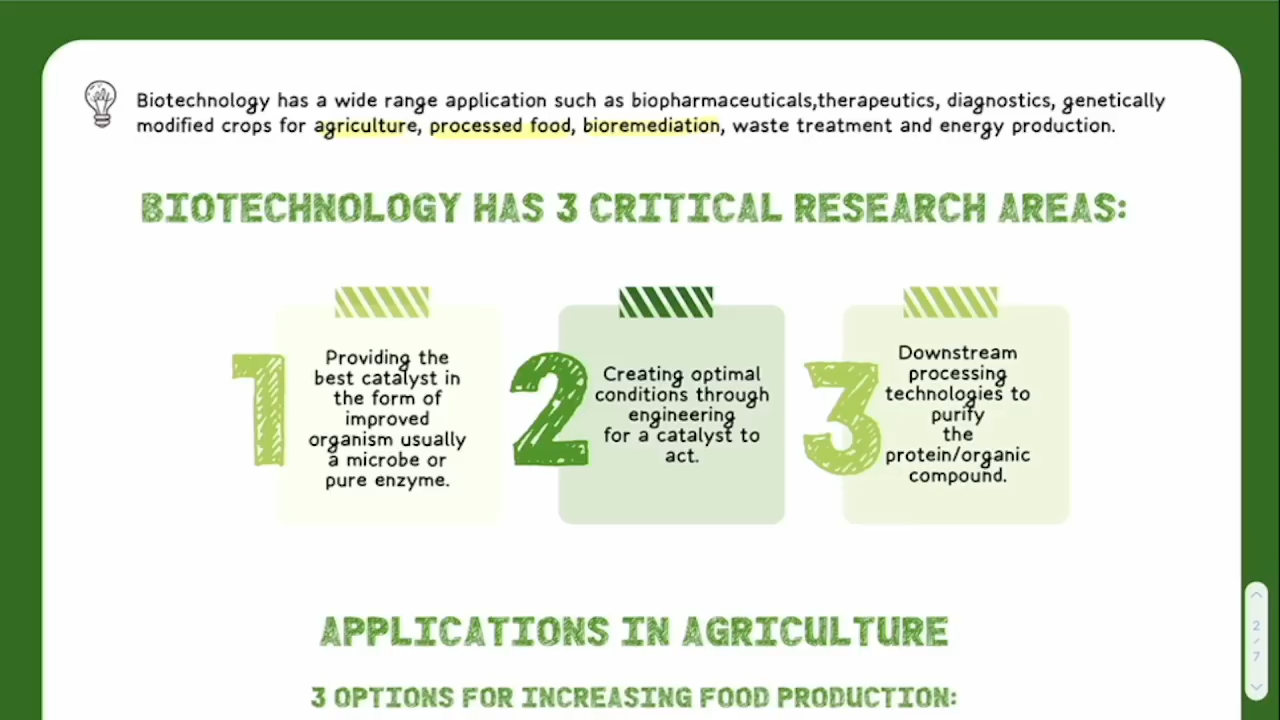 Biotechnology has a wide range application such as biopharmaceuticals,therapeutics, diagnostics, genetically
modified crops for agriculture, processed food, bioremediation, waste treatment and energy production.
BIOTECHNOLOGY HAS 3 CRITICAL RESEARCH AREAS:
1
Providing the
best catalyst in
the form of
improved
organism usually
a microbe or
pure enzyme.
2
Creating optimal
conditions through
engineering
for a catalyst to
act.
3
Downstream
processing
technologies to
purify
the
protein/organic
compound.
APPLICATIONS IN AGRICULTURE
3 OPTIONS FOR INCREASING FOOD PRODUCTION:
2
/
7